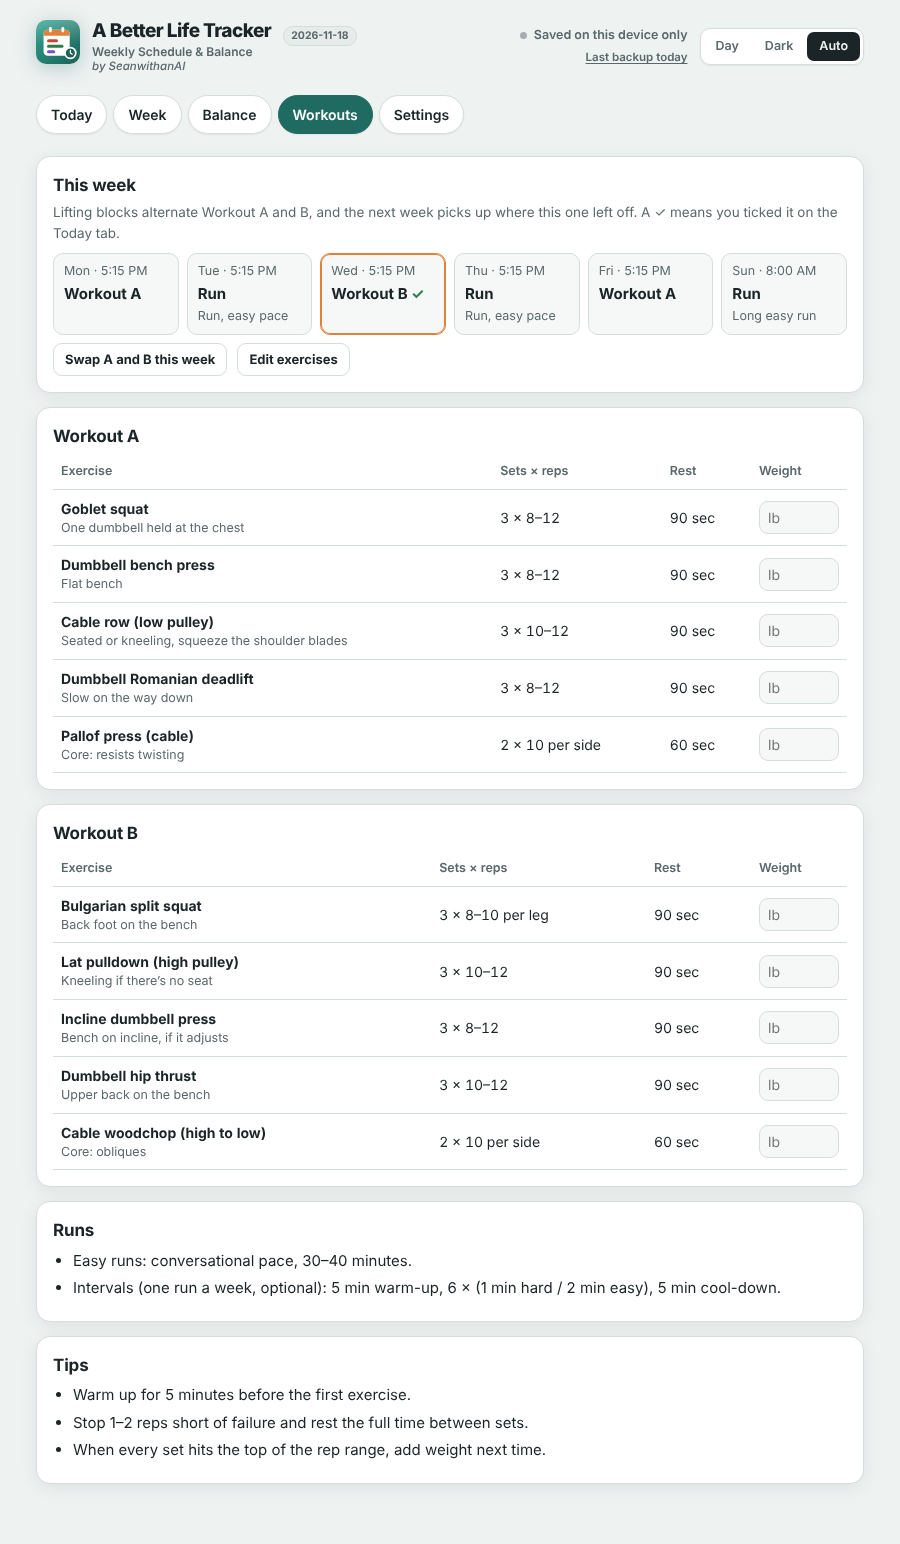 A Better Life Tracker
2026-11-18
Weekly Schedule & Balance
by SeanwithanAI
Saved on this device only
Last backup today
Day Dark Auto
Today Week Balance Workouts Settings
This week
Lifting blocks alternate Workout A and B, and the next week picks up where this one left off. A ✓ means you ticked it on the
Today tab.
Mon · 5:15 PM
Workout A
Tue · 5:15 PM
Run
Run, easy pace
Wed · 5:15 PM
Workout B ✓
Thu · 5:15 PM
Run
Run, easy pace
Fri · 5:15 PM
Workout A
Sun · 8:00 AM
Run
Long easy run
Swap A and B this week
Edit exercises
Workout A
Exercise Sets × reps Rest Weight
Goblet squat
One dumbbell held at the chest
3 × 8–12 90 sec lb
Dumbbell bench press
Flat bench
3 × 8–12 90 sec lb
Cable row (low pulley)
Seated or kneeling, squeeze the shoulder blades
3 × 10–12 90 sec lb
Dumbbell Romanian deadlift
Slow on the way down
3 × 8–12 90 sec lb
Pallof press (cable)
Core: resists twisting
2 × 10 per side 60 sec lb
Workout B
Exercise Sets × reps Rest Weight
Bulgarian split squat
Back foot on the bench
3 × 8–10 per leg 90 sec lb
Lat pulldown (high pulley)
Kneeling if there’s no seat
3 × 10–12 90 sec lb
Incline dumbbell press
Bench on incline, if it adjusts
3 × 8–12 90 sec lb
Dumbbell hip thrust
Upper back on the bench
3 × 10–12 90 sec lb
Cable woodchop (high to low)
Core: obliques
2 × 10 per side 60 sec lb
Runs
• Easy runs: conversational pace, 30–40 minutes.
• Intervals (one run a week, optional): 5 min warm-up, 6 × (1 min hard / 2 min easy), 5 min cool-down.
Tips
• Warm up for 5 minutes before the first exercise.
• Stop 1–2 reps short of failure and rest the full time between sets.
• When every set hits the top of the rep range, add weight next time.